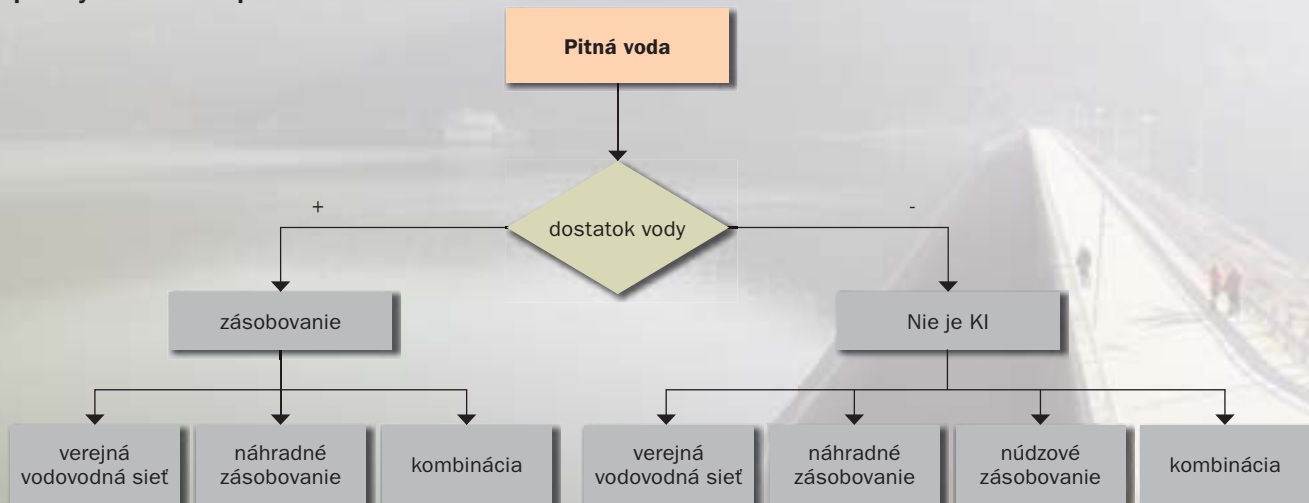 Pitná voda
dostatok vody
+
-
zásobovanie
Nie je KI
verejná
vodovodná sieť
náhradné
zásobovanie
kombinácia
verejná
vodovodná sieť
náhradné
zásobovanie
núdzové
zásobovanie
kombinácia